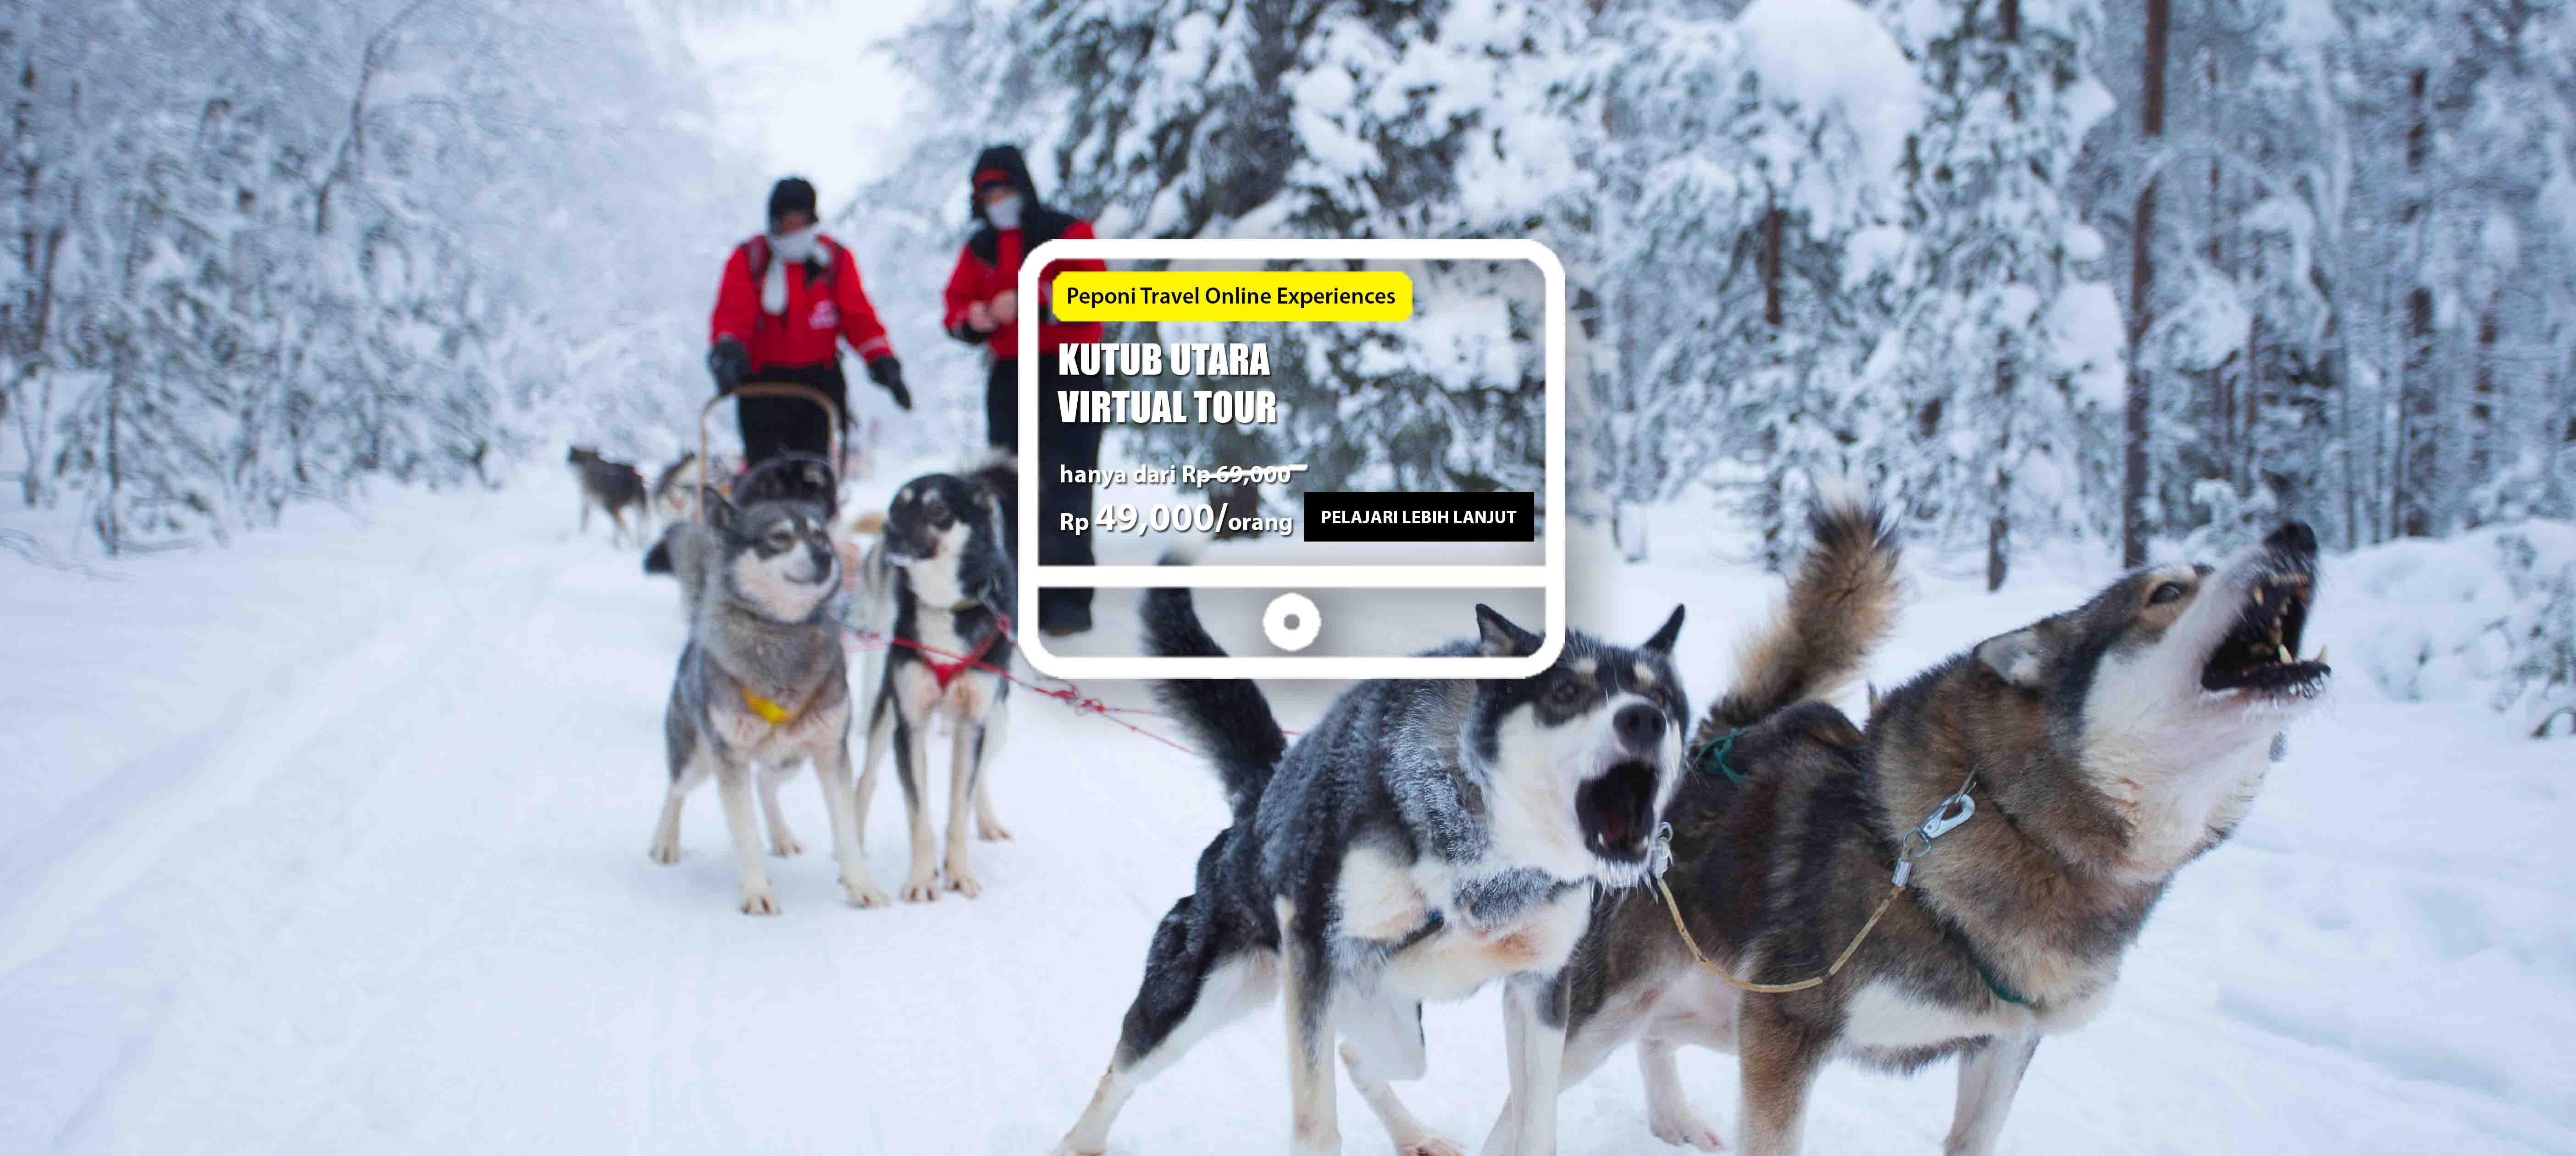 Peponi Travel Online Experiences
KUTUB UTARA
VIRTUAL TOUR
hanya dari Rp 69,000
Rp 49,000/orang
PELAJARI LEBIH LANJUT